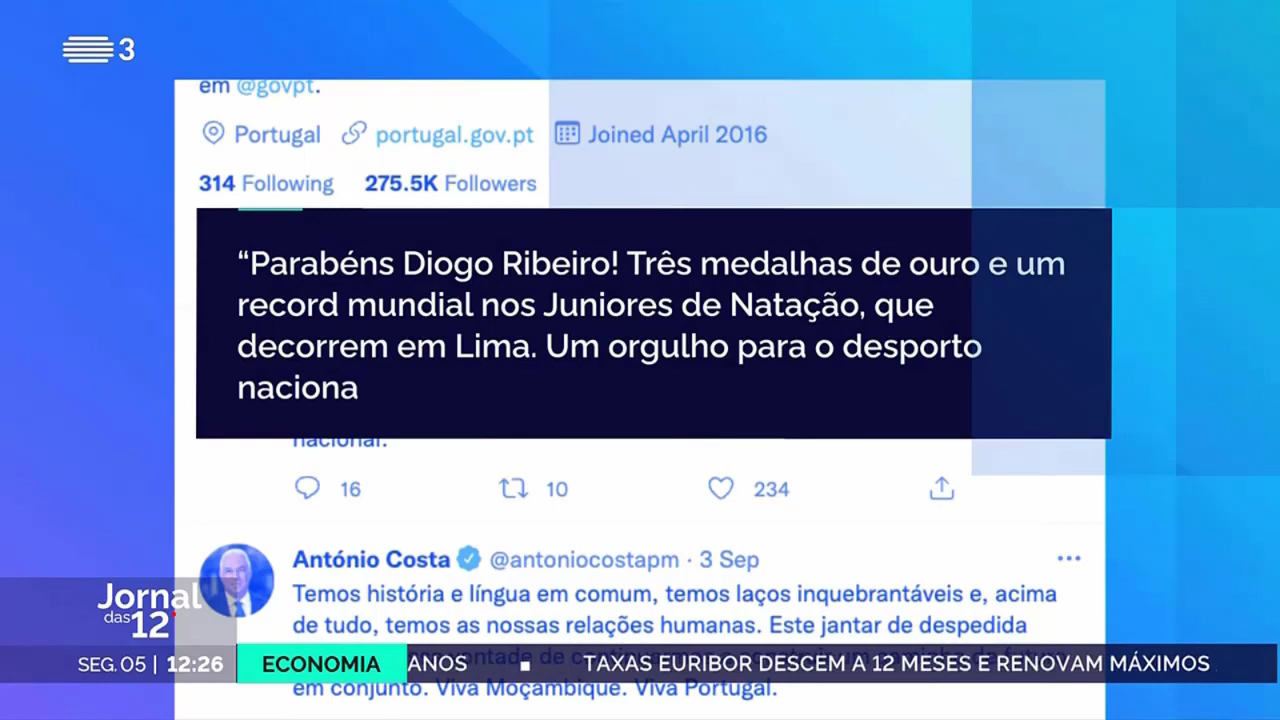 3
em @govpt.
Portugal portugal.gov.pt Joined April 2016
314 Following 275.5K Followers
“Parabéns Diogo Ribeiro! Três medalhas de ouro e um
record mundial nos Juniores de Natação, que
decorrem em Lima. Um orgulho para o desporto
naciona
nacional.
16 10 234
António Costa @antoniocostapm · 3 Sep
Temos história e língua em comum, temos laços inquebrantáveis e, acima
de tudo, temos as nossas relações humanas. Este jantar de despedida
em conjunto. Viva Moçambique. Viva Portugal.
Jornal
das 12
SEG. 05 | 12:26 ECONOMIA ANOS ■ TAXAS EURIBOR DESCEM A 12 MESES E RENOVAM MÁXIMOS